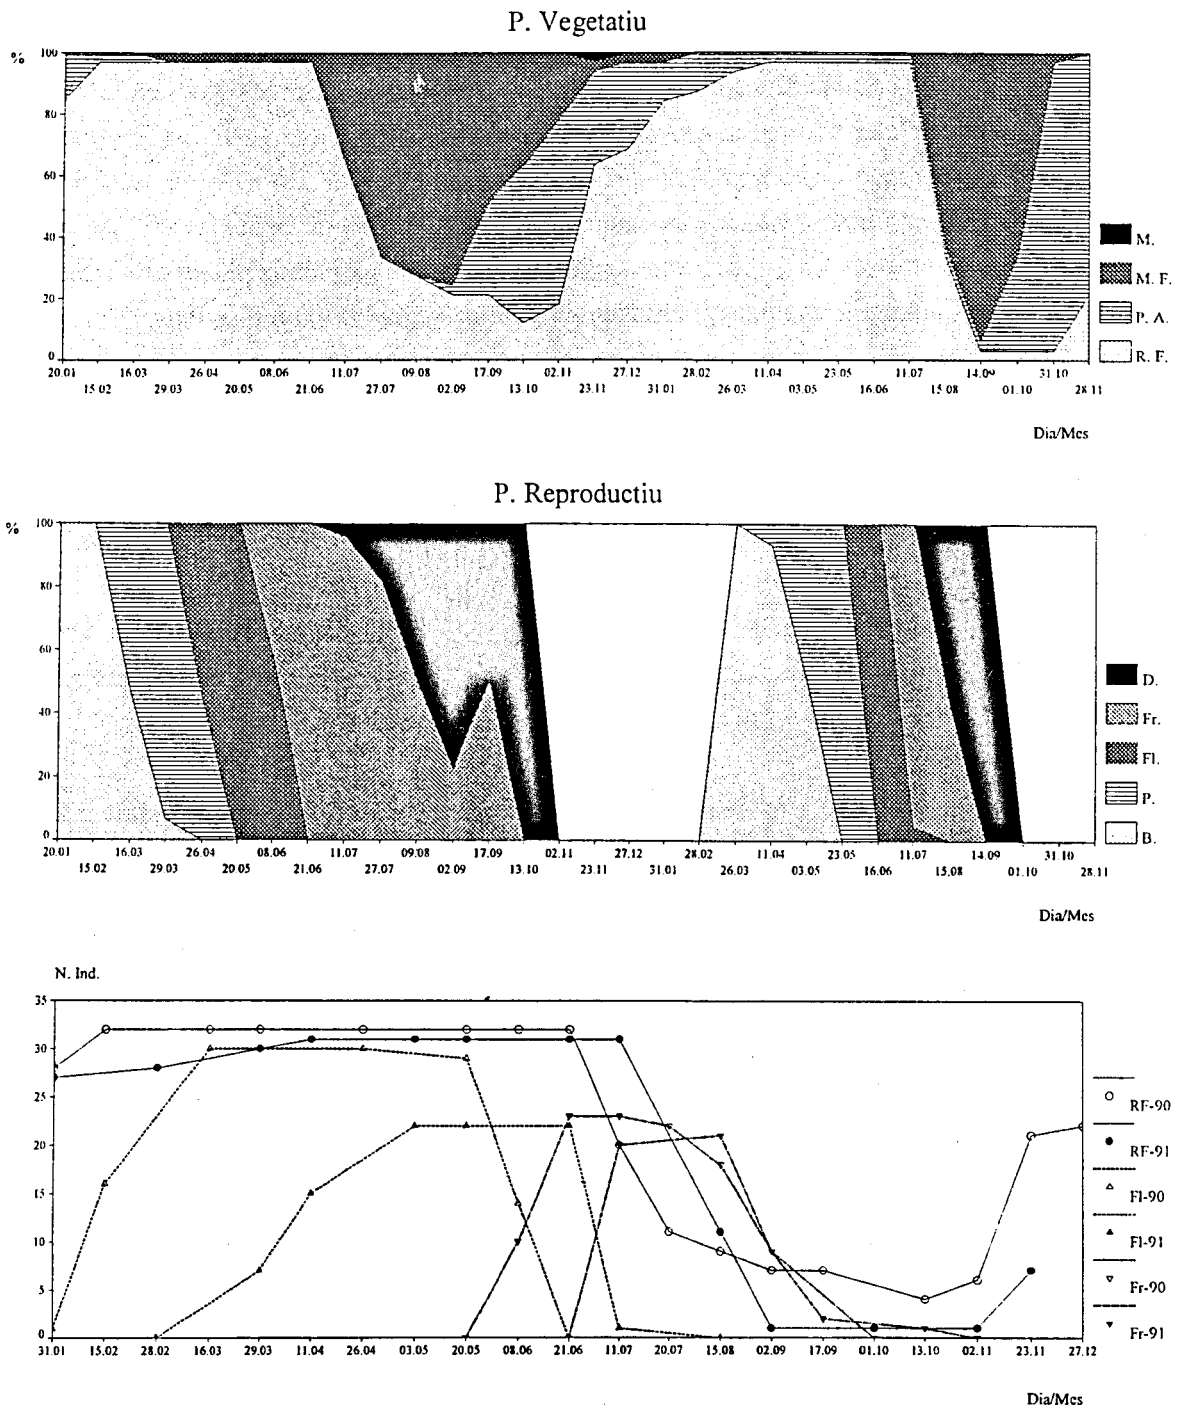 P. Vegetatiu
%
100
80
60
40
20
0
20.01 16.03 26.04 08.06 11.07 09.08 17.09 02.11 27.12 28.02 11.04 23.05 11.07 14.09 31.10
15.02 29.03 20.05 21.06 27.07 02.09 13.10 23.11 31.01 26.03 03.05 16.06 15.08 01.10 28.11
M.
M. F.
P. A.
R. F.
Dia/Mes
P. Reproductiu
%
100
80
60
40
20
0
20.01 16.03 26.04 08.06 11.07 09.08 17.09 02.11 27.12 28.02 11.04 23.05 11.07 14.09 31.10
15.02 29.03 20.05 21.06 27.07 02.09 13.10 23.11 31.01 26.03 03.05 16.06 15.08 01.10 28.11
D.
Fr.
Fl.
P.
B.
Dia/Mes
N. Ind.
35
30
25
20
15
10
5
0
31.01 15.02 28.02 16.03 29.03 11.04 26.04 03.05 20.05 08.06 21.06 11.07 20.07 15.08 02.09 17.09 01.10 13.10 02.11 23.11 27.12
RF-90
RF-91
Fl-90
Fl-91
Fr-90
Fr-91
Dia/Mes